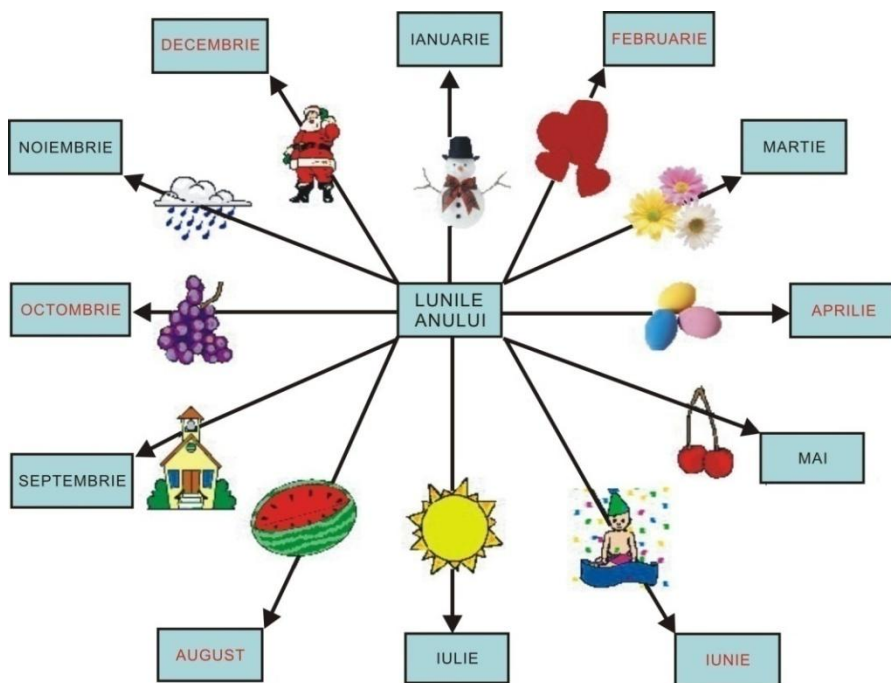 DECEMBRIE
IANUARIE
FEBRUARIE
NOIEMBRIE
MARTIE
OCTOMBRIE
LUNILE
ANULUI
APRILIE
SEPTEMBRIE
MAI
AUGUST
IULIE
IUNIE